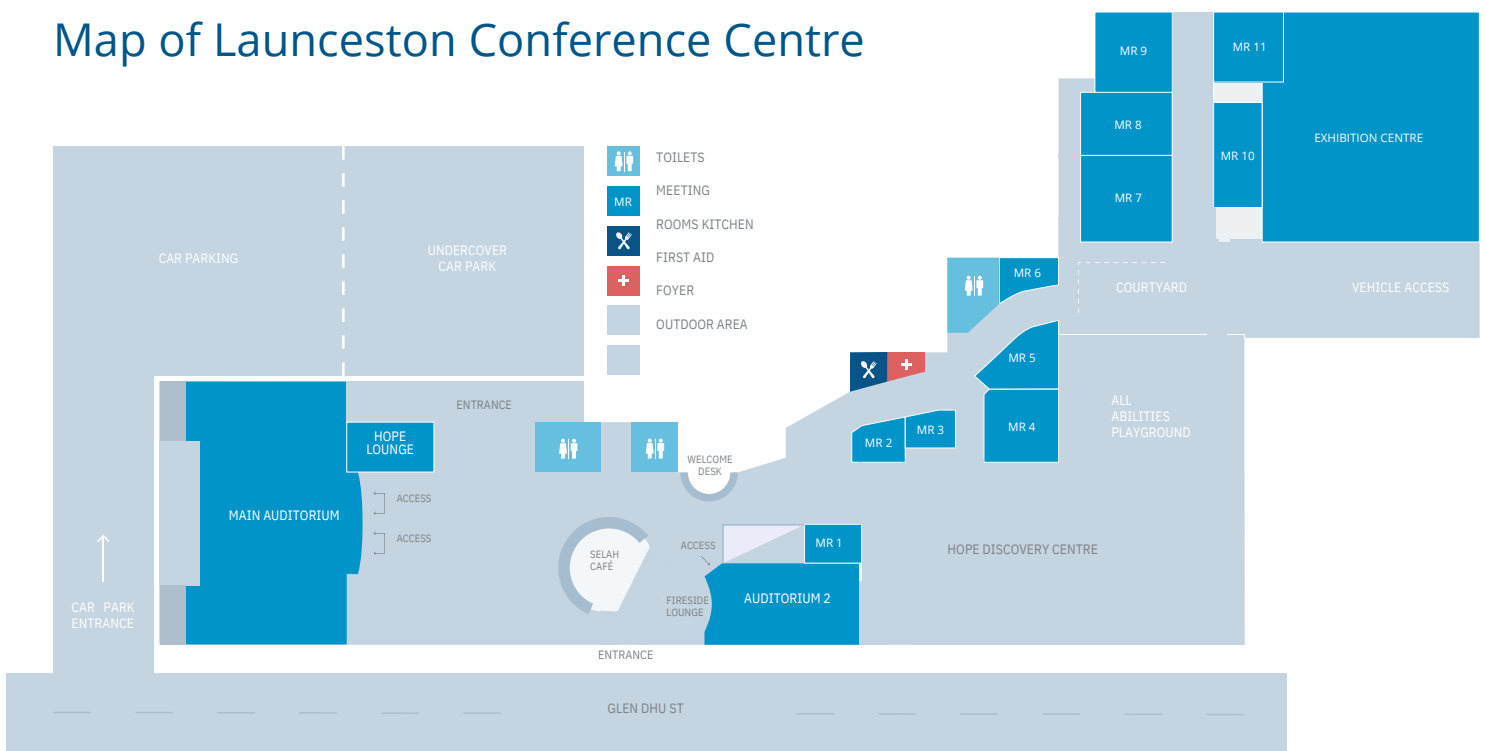 Map of Launceston Conference Centre
MR 9
MR 11
MR 8
EXHIBITION CENTRE
MR 10
MR 7
TOILETS
MR
MEETING
ROOMS KITCHEN
FIRST AID
FOYER
OUTDOOR AREA
CAR PARKING
UNDERCOVER
CAR PARK
MR 6
COURTYARD
VEHICLE ACCESS
MR 5
ALL
ABILITIES
PLAYGROUND
MR 4
MR 3
MR 2
ENTRANCE
HOPE
LOUNGE
WELCOME
DESK
MAIN AUDITORIUM
ACCESS
ACCESS
SELAH
CAFÉ
ACCESS
MR 1
HOPE DISCOVERY CENTRE
FIRESIDE
LOUNGE
AUDITORIUM 2
CAR PARK
ENTRANCE
ENTRANCE
GLEN DHU ST